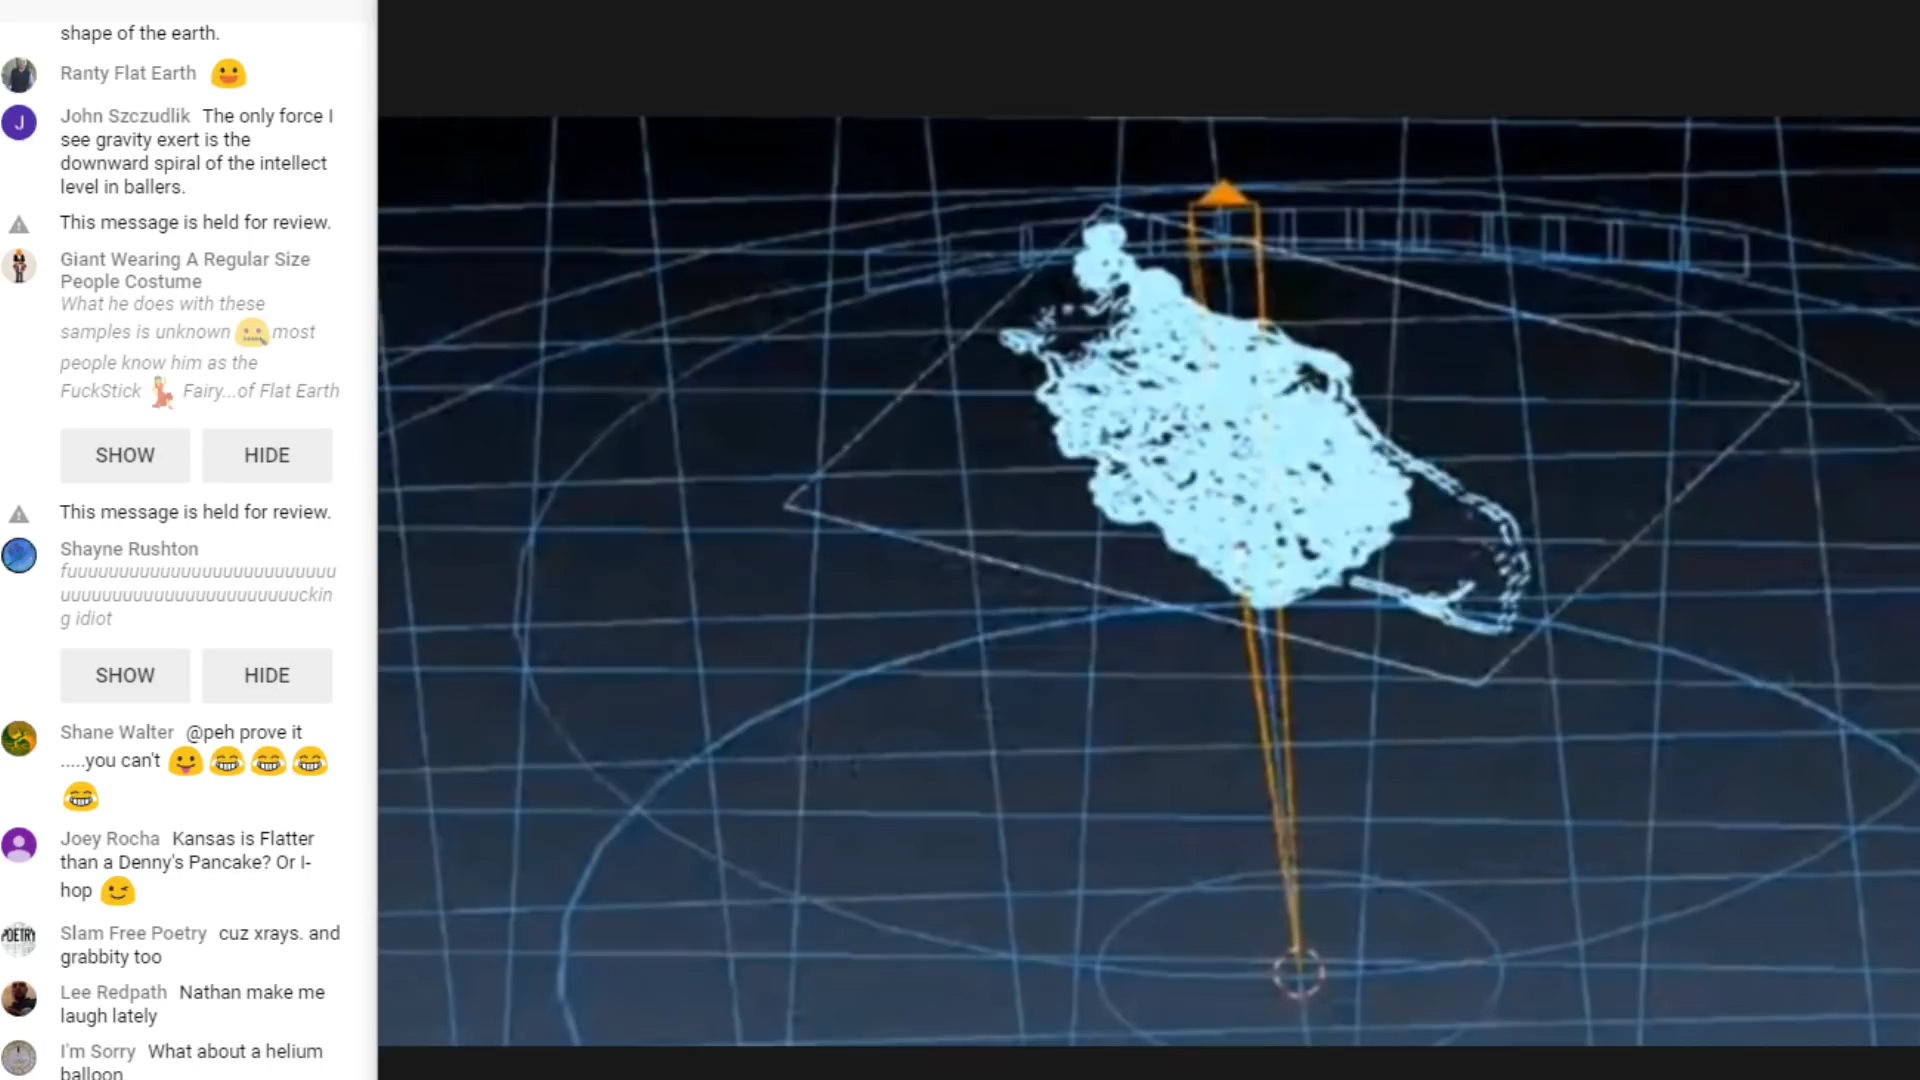 shape of the earth.
Ranty Flat Earth
John Szczudlik The only force I
see gravity exert is the
downward spiral of the intellect
level in ballers.
This message is held for review.
Giant Wearing A Regular Size
People Costume
What he does with these
samples is unknown most
people know him as the
FuckStick Fairy...of Flat Earth
SHOW HIDE
This message is held for review.
Shayne Rushton
fuuuuuuuuuuuuuuuuuuuuuuuuuu
uuuuuuuuuuuuuuuuuuuuuuuckin
g idiot
SHOW HIDE
Shane Walter @peh prove it
.....you can't
Joey Rocha Kansas is Flatter
than a Denny's Pancake? Or I-
hop
POETRY
Slam Free Poetry cuz xrays. and
grabbity too
Lee Redpath Nathan make me
laugh lately
I'm Sorry What about a helium
balloon
J